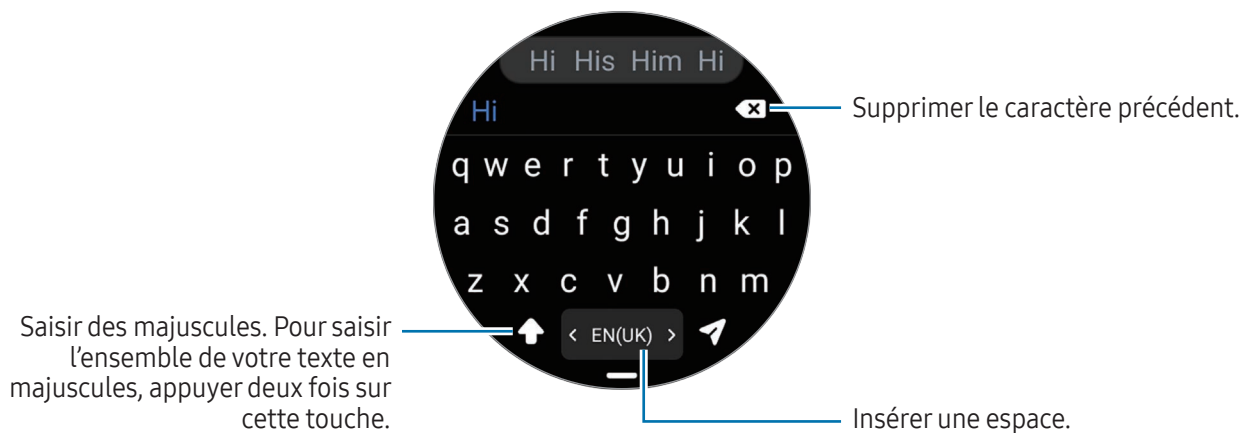 Hi His Him Hi
Hi
Supprimer le caractère précédent.
q w e r t y u i o p
a s d f g h j k l
z x c v b n m
Saisir des majuscules. Pour saisir
l’ensemble de votre texte en
majuscules, appuyer deux fois sur
cette touche.
< EN(UK) >
Insérer une espace.